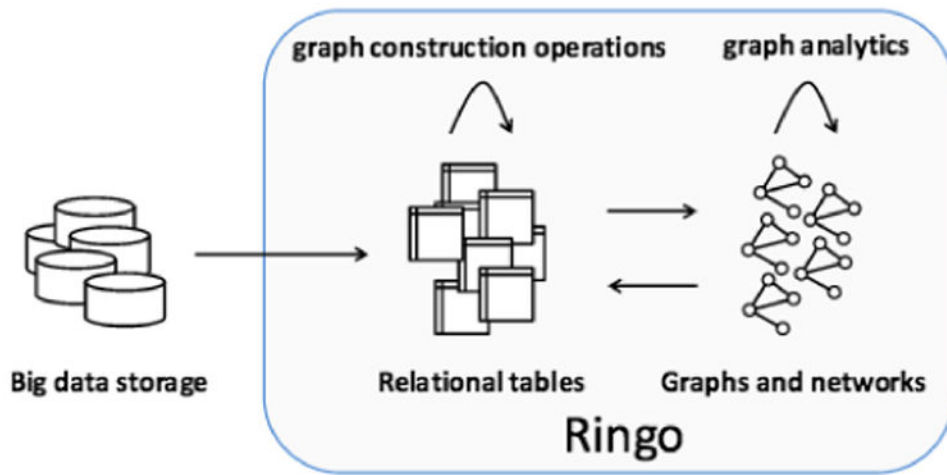 graph construction operations
graph analytics
Big data storage
Relational tables
Graphs and networks
Ringo